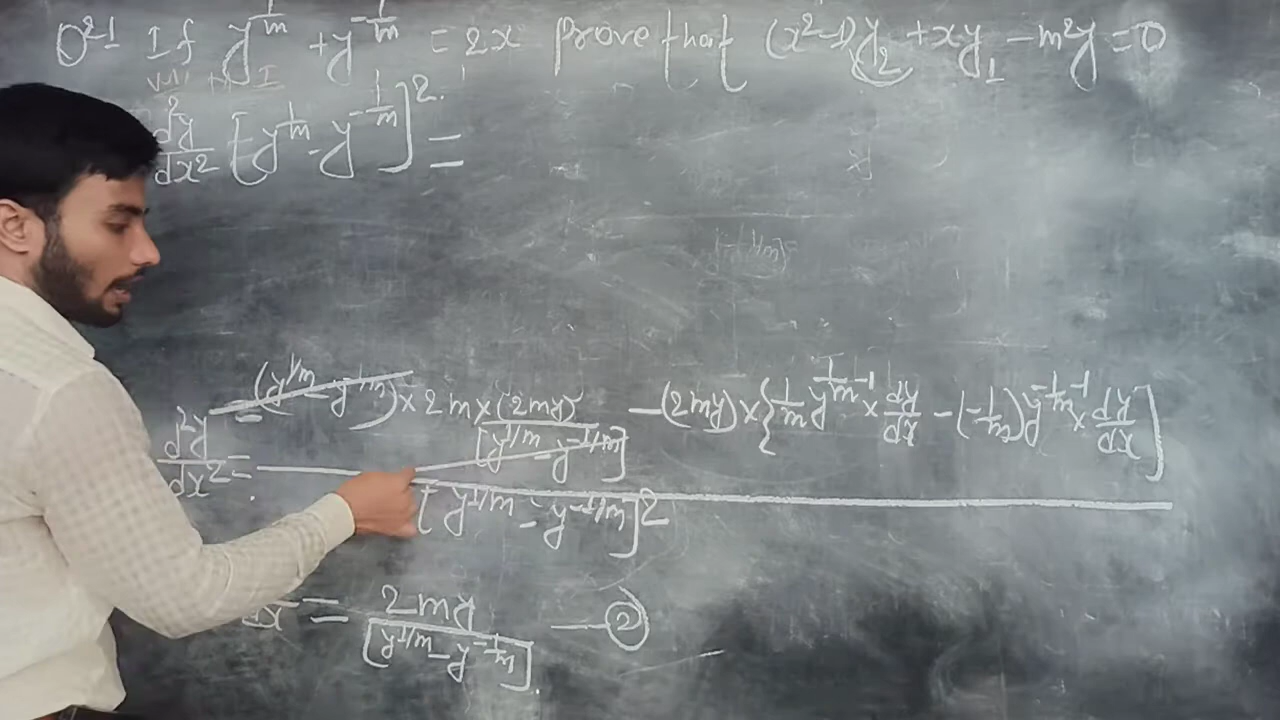 Q21 If y^{1/m} + y^{-1/m} = 2x prove that (x²-1)y₂ + xy₁ - m²y = 0
d²y/dx² [y^{1/m} - y^{-1/m}]² =
d²y/dx² = (y^{1/m} - y^{-1/m}) × 2m × (2my)/[y^{1/m} - y^{-1/m}] - (2my) × {1/m y^{1/m -1} × dy/dx - (-1/m) y^{-1/m -1} × dy/dx]
[y^{1/m} - y^{-1/m}]²
dx = 2my/[y^{1/m} - y^{-1/m}] — ②